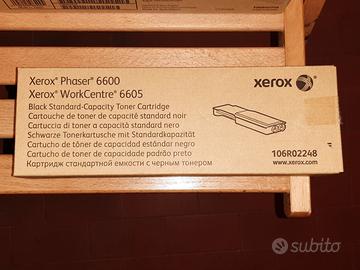 Xerox® Phaser® 6600
Xerox® WorkCentre® 6605
Black Standard-Capacity Toner Cartridge
Cartouche de toner de capacité standard noir
Cartuccia di toner a capacità standard nero
Schwarze Tonerkartusche mit Standardkapazität
Cartucho de toner de capacidad estándar negro
Cartucho de toner de capacidade padrão preto
Картридж стандартной емкости с черным тонером
xerox
106R02248
www.xerox.com
subito